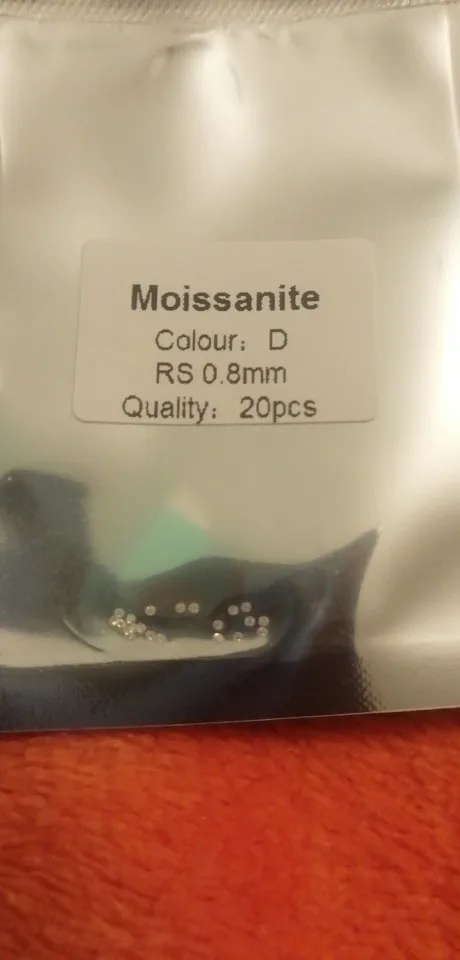 Moissanite
Colour： D
RS 0.8mm
Quality： 20pcs